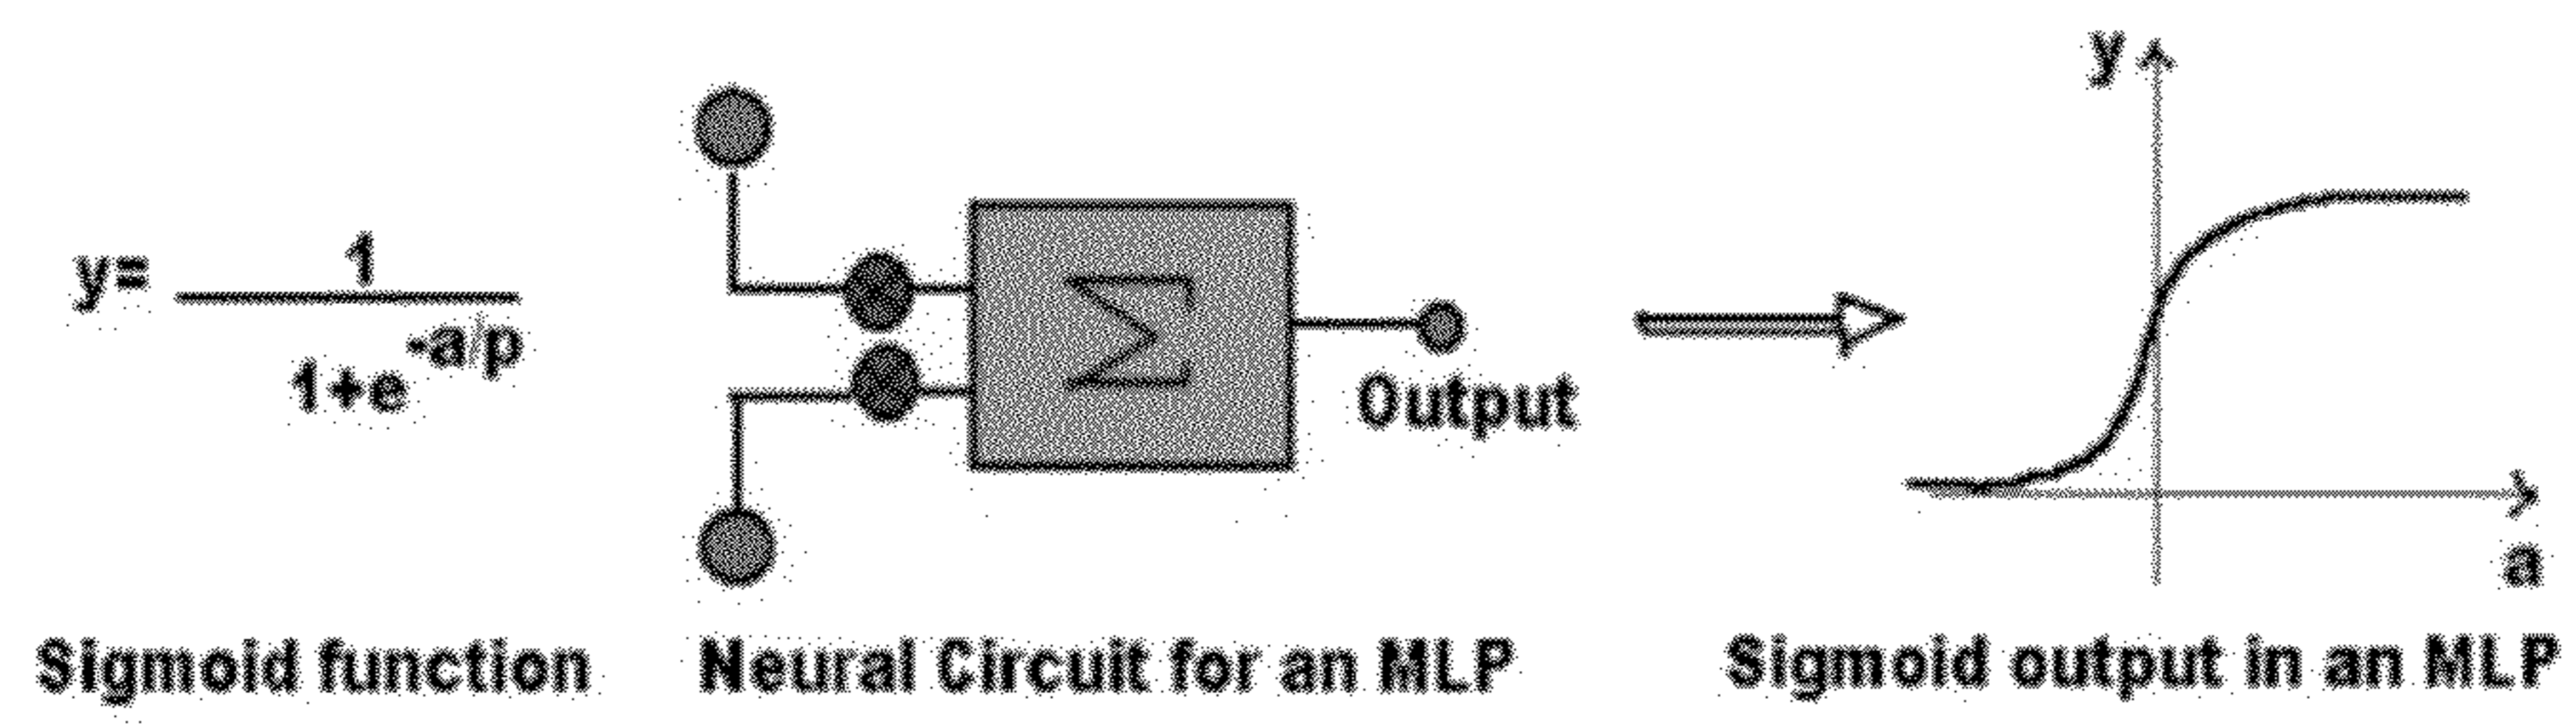 y= 1
1+e -a/p
Σ
Output
y
a
Sigmoid function
Neural Circuit for an MLP
Sigmoid output in an MLP